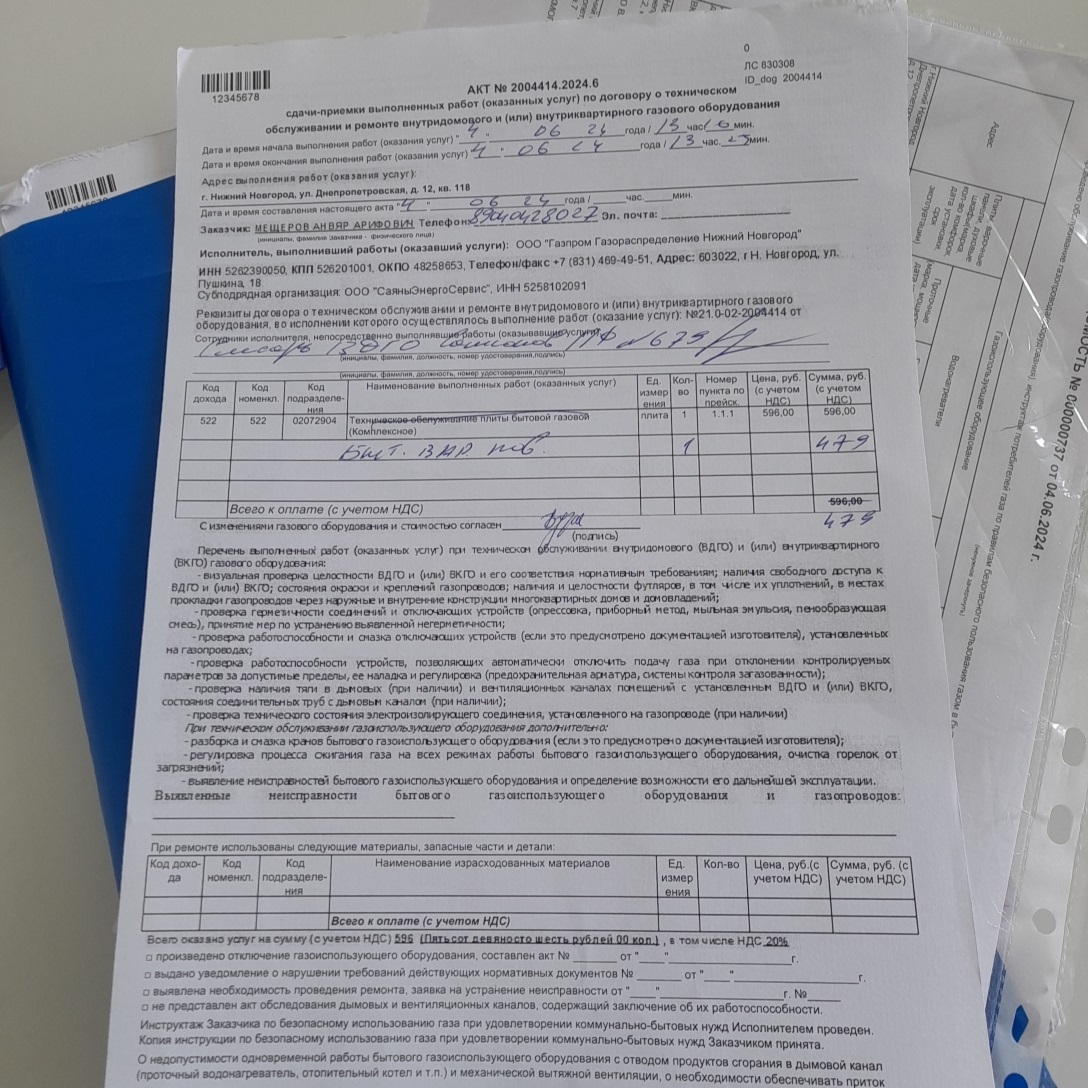 0
ЛС 830308
ID_dog 2004414
12345678
АКТ № 2004414.2024.6
сдачи-приемки выполненных работ (оказанных услуг) по договору о техническом
обслуживании и ремонте внутридомового и (или) внутриквартирного газового оборудования
Дата и время начала выполнения работ (оказания услуг) "4" 06 24 года / 13 час 16 мин.
Дата и время окончания выполнения работ (оказания услуг) "4" 06 24 года / 13 час. 25 мин.
Адрес выполнения работ (оказания услуг):
г. Нижний Новгород, ул. Днепропетровская, д. 12, кв. 118
Дата и время составления настоящего акта "4" 06 24 года / ____ час. ____ мин.
Заказчик: МЕЩЕРОВ АНВЯР АРИФОВИЧ Телефон: 89040428027 Эл. почта: ____
(инициалы, фамилия Заказчика - физического лица)
Исполнитель, выполнивший работы (оказавший услуги): ООО "Газпром Газораспределение Нижний Новгород"
ИНН 5262390050, КПП 526201001, ОКПО 48258653, Телефон/факс +7 (831) 469-49-51, Адрес: 603022, г Н. Новгород, ул.
Пушкина, 18
Субподрядная организация: ООО "СаяныЭнергоСервис", ИНН 5258102091
Реквизиты договора о техническом обслуживании и ремонте внутридомового и (или) внутриквартирного газового
оборудования, во исполнении которого осуществлялось выполнение работ (оказание услуг): №21.0-02-2004414 от
Сотрудники исполнителя, непосредственно выполнявшие работы (оказывавшие услуги):
Слесарь ВДГО №679
(инициалы, фамилия, должность, номер удостоверения,подпись)
(инициалы, фамилия, должность, номер удостоверения,подпись)
Код дохода Код номенкл. Код подразделе-ния Наименование выполненных работ (оказанных услуг) Ед. измер ения Кол-во Номер пункта по прейск. Цена, руб. (с учетом НДС) Сумма, руб. (с учетом НДС)
522 522 02072904 Техническое обслуживание плиты бытовой газовой (Комплексное) плита 1 1.1.1 596,00 596,00
Быт. вар. пов. 1 479
Всего к оплате (с учетом НДС) 596,00
479
С изменениями газового оборудования и стоимостью согласен
(подпись)
Перечень выполненных работ (оказанных услуг) при техническом обслуживании внутридомового (ВДГО) и (или) внутриквартирного
(ВКГО) газового оборудования:
- визуальная проверка целостности ВДГО и (или) ВКГО и его соответствия нормативным требованиям; наличия свободного доступа к
ВДГО и (или) ВКГО; состояния окраски и креплений газопроводов; наличия и целостности футляров, в том числе их уплотнений, в местах
прокладки газопроводов через наружные и внутренние конструкции многоквартирных домов и домовладений;
- проверка герметичности соединений и отключающих устройств (опрессовка, приборный метод, мыльная эмульсия, пенообразующая
смесь), принятие мер по устранению выявленной негерметичности;
- проверка работоспособности и смазка отключающих устройств (если это предусмотрено документацией изготовителя), установленных
на газопроводах;
- проверка работоспособности устройств, позволяющих автоматически отключить подачу газа при отклонении контролируемых
параметров за допустимые пределы, ее наладка и регулировка (предохранительная арматура, системы контроля загазованности);
- проверка наличия тяги в дымовых (при наличии) и вентиляционных каналах помещений с установленным ВДГО и (или) ВКГО,
состояния соединительных труб с дымовым каналом (при наличии);
- проверка технического состояния электроизолирующего соединения, установленного на газопроводе (при наличии)
При техническом обслуживании газоиспользующего оборудования дополнительно:
- разборка и смазка кранов бытового газоиспользующего оборудования (если это предусмотрено документацией изготовителя);
- регулировка процесса сжигания газа на всех режимах работы бытового газоиспользующего оборудования, очистка горелок от
загрязнений;
- выявление неисправностей бытового газоиспользующего оборудования и определение возможности его дальнейшей эксплуатации.
Выявленные неисправности бытового газоиспользующего оборудования и газопроводов:
При ремонте использованы следующие материалы, запасные части и детали:
Код дохо-да Код номенкл. Код подразделе-ния Наименование израсходованных материалов Ед. измер ения Кол-во Цена, руб.(с учетом НДС) Сумма, руб. (с учетом НДС)
Всего к оплате (с учетом НДС)
Всего оказано услуг на сумму (с учетом НДС) 596 (Пятьсот девяносто шесть рублей 00 коп.) , в том числе НДС 20%
□ произведено отключение газоиспользующего оборудования, составлен акт № ____ от "__" ____ г.
□ выдано уведомление о нарушении требований действующих нормативных документов № ____ от "__" ____ г.
□ выявлена необходимость проведения ремонта, заявка на устранение неисправности от "__" ____ г. №____
□ не представлен акт обследования дымовых и вентиляционных каналов, содержащий заключение об их работоспособности.
Инструктаж Заказчика по безопасному использованию газа при удовлетворении коммунально-бытовых нужд Исполнителем проведен.
Копия инструкции по безопасному использованию газа при удовлетворении коммунально-бытовых нужд Заказчиком принята.
О недопустимости одновременной работы бытового газоиспользующего оборудования с отводом продуктов сгорания в дымовой канал
(проточный водонагреватель, отопительный котел и т.п.) и механической вытяжной вентиляции, о необходимости обеспечивать приток
№ 000000737 от 04.06.2024 г.
Адрес
г. Нижний Новгород
Газоиспользующее оборудование
Водонагреватели
Проточные